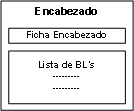 Encabezado
Ficha Encabezado
Lista de BL's
---------
---------